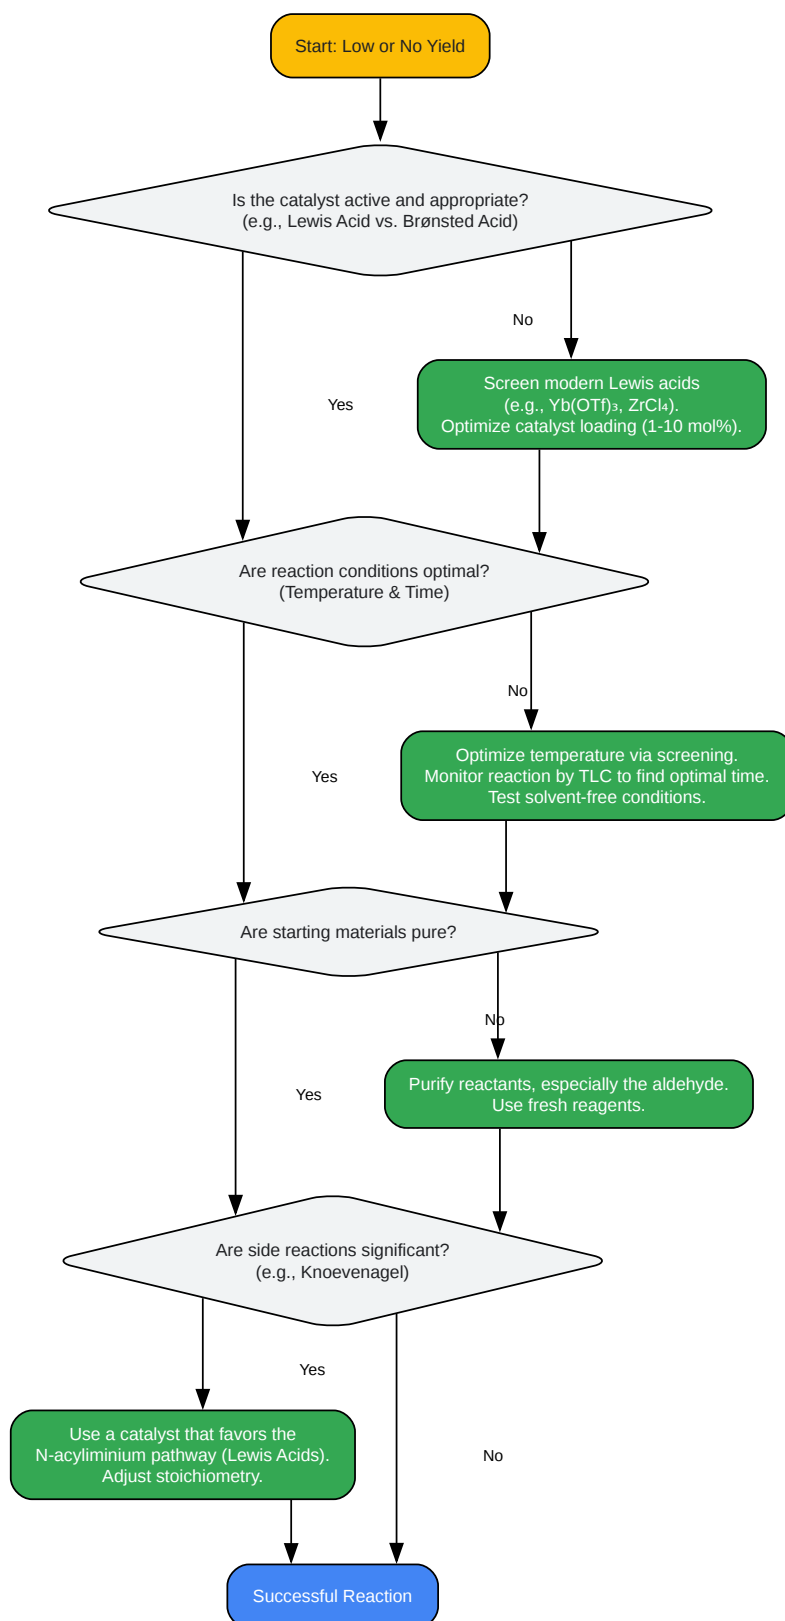 Start: Low or No Yield
Is the catalyst active and appropriate?
(e.g., Lewis Acid vs. Brønsted Acid)
No
Yes
Screen modern Lewis acids
(e.g., Yb(OTf)₃, ZrCl₄).
Optimize catalyst loading (1-10 mol%).
Are reaction conditions optimal?
(Temperature & Time)
No
Yes
Optimize temperature via screening.
Monitor reaction by TLC to find optimal time.
Test solvent-free conditions.
Are starting materials pure?
No
Yes
Purify reactants, especially the aldehyde.
Use fresh reagents.
Are side reactions significant?
(e.g., Knoevenagel)
Yes
Use a catalyst that favors the
N-acyliminium pathway (Lewis Acids).
Adjust stoichiometry.
No
Successful Reaction